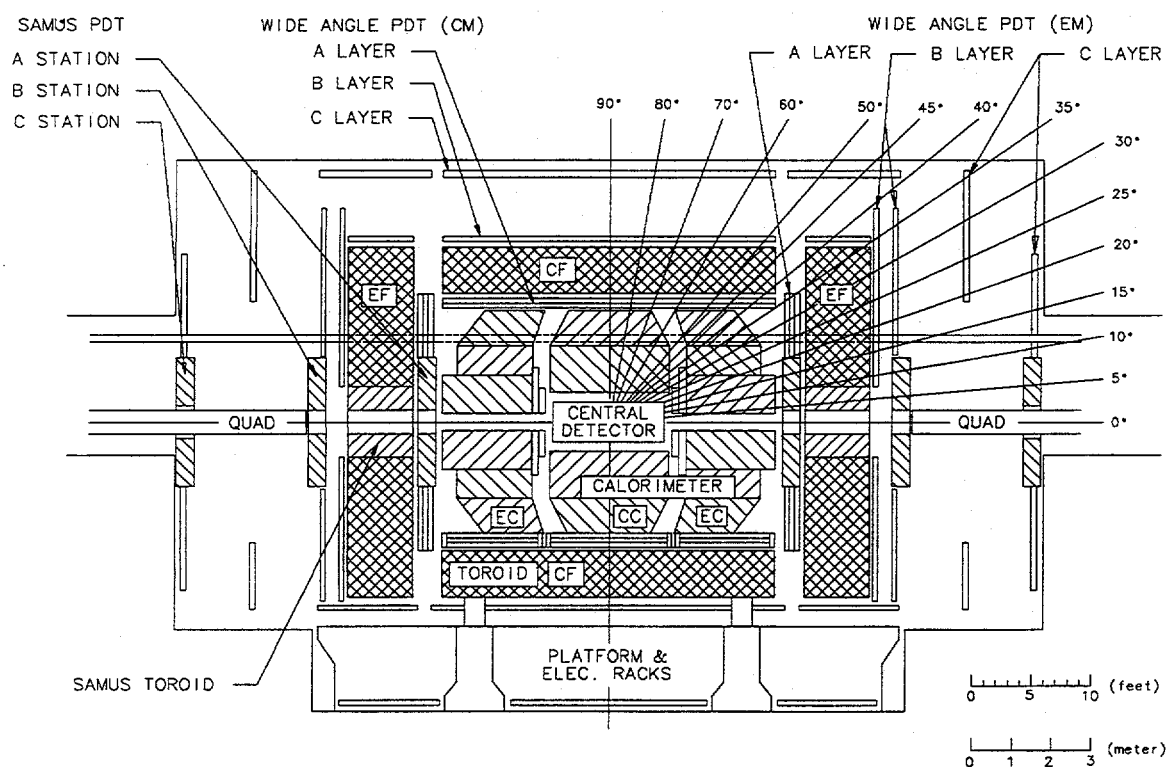 SAMUS PDT
A STATION
B STATION
C STATION
WIDE ANGLE PDT (CM)
A LAYER
B LAYER
C LAYER
WIDE ANGLE PDT (EM)
A LAYER
B LAYER
C LAYER
90°
80°
70°
60°
50°
45°
40°
35°
30°
25°
20°
15°
10°
5°
0°
CF
EF
EF
QUAD
CENTRAL
DETECTOR
QUAD
CALORIMETER
EC
CC
EC
TOROID
CF
PLATFORM &
ELEC. RACKS
SAMUS TOROID
0 5 10 (feet)
0 1 2 3 (meter)